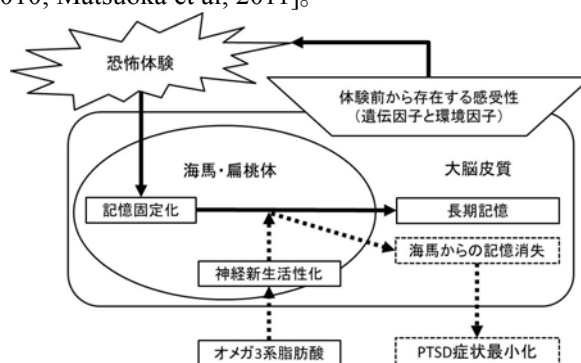 2010; Matsuoka et al, 2011]。
恐怖体験
体験前から存在する感受性
（遺伝因子と環境因子）
海馬・扁桃体
大脳皮質
記憶固定化
長期記憶
海馬からの記憶消失
神経新生活性化
オメガ3系脂肪酸
PTSD症状最小化